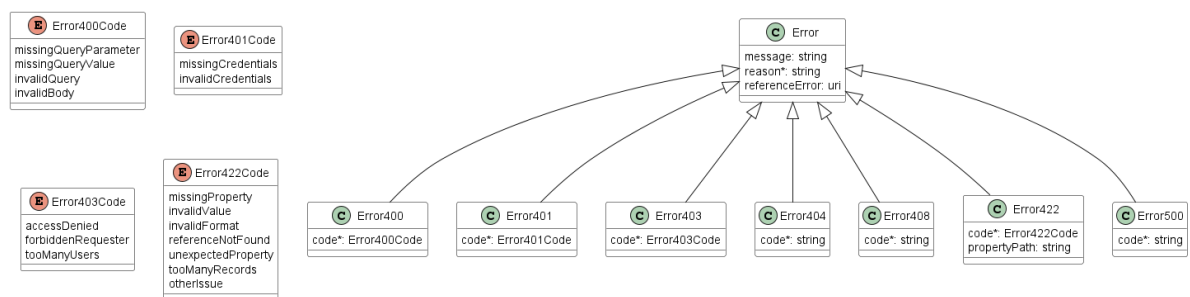 E Error400Code
missingQueryParameter
missingQueryValue
invalidQuery
invalidBody
E Error401Code
missingCredentials
invalidCredentials
C Error
message: string
reason*: string
referenceError: uri
E Error403Code
accessDenied
forbiddenRequester
tooManyUsers
E Error422Code
missingProperty
invalidValue
invalidFormat
referenceNotFound
unexpectedProperty
tooManyRecords
otherIssue
C Error400
code*: Error400Code
C Error401
code*: Error401Code
C Error403
code*: Error403Code
C Error404
code*: string
C Error408
code*: string
C Error422
code*: Error422Code
propertyPath: string
C Error500
code*: string